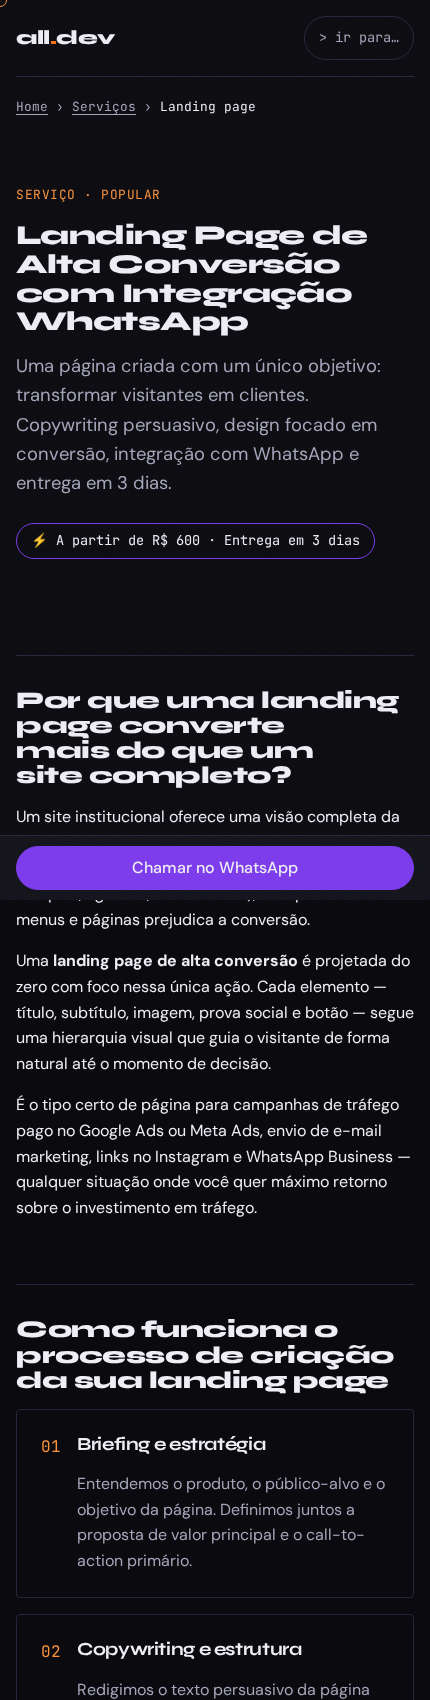 all.dev
> ir para…
Home › Serviços › Landing page
SERVIÇO · POPULAR
Landing Page de
Alta Conversão
com Integração
WhatsApp
Uma página criada com um único objetivo:
transformar visitantes em clientes.
Copywriting persuasivo, design focado em
conversão, integração com WhatsApp e
entrega em 3 dias.
⚡ A partir de R$ 600 · Entrega em 3 dias
Por que uma landing
page converte
mais do que um
site completo?
Um site institucional oferece uma visão completa da
Chamar no WhatsApp
menus e páginas prejudica a conversão.
Uma landing page de alta conversão é projetada do
zero com foco nessa única ação. Cada elemento —
título, subtítulo, imagem, prova social e botão — segue
uma hierarquia visual que guia o visitante de forma
natural até o momento de decisão.
É o tipo certo de página para campanhas de tráfego
pago no Google Ads ou Meta Ads, envio de e-mail
marketing, links no Instagram e WhatsApp Business —
qualquer situação onde você quer máximo retorno
sobre o investimento em tráfego.
Como funciona o
processo de criação
da sua landing page
01 Briefing e estratégia
Entendemos o produto, o público-alvo e o
objetivo da página. Definimos juntos a
proposta de valor principal e o call-to-
action primário.
02 Copywriting e estrutura
Redigimos o texto persuasivo da página